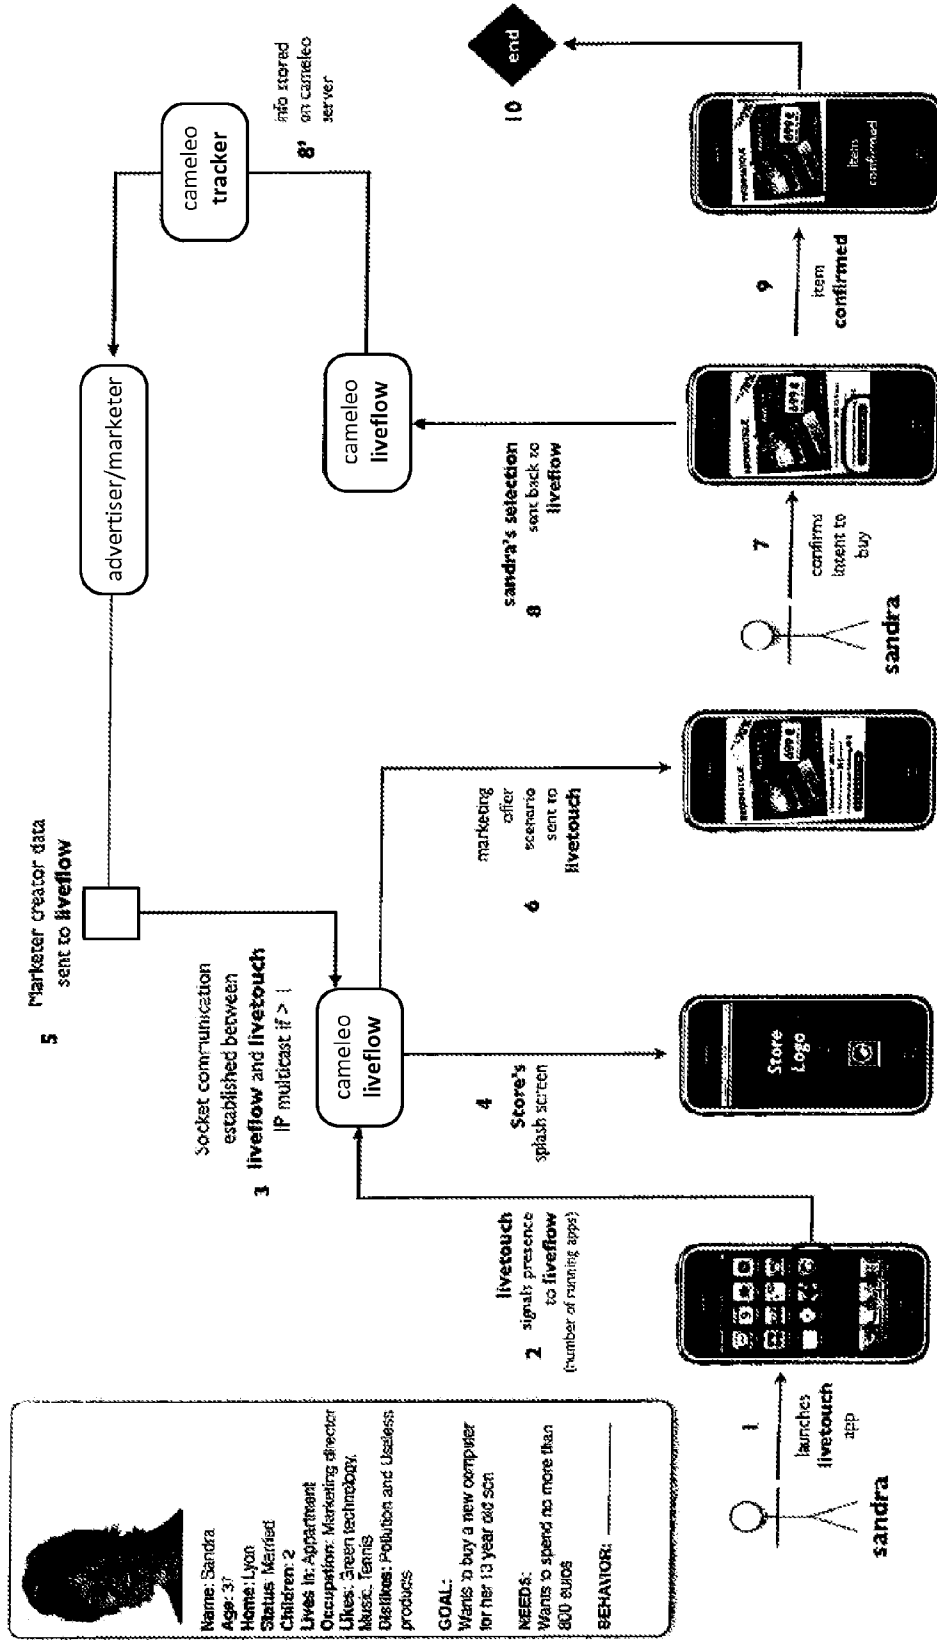 Name: Sandra
Age: 37
Home: Lyon
Status: Married
Children: 2
Lives In: Appartment
Occupation: Marketing director
Likes: Green technology,
Music, Tennis
Dislikes: Pollution and Useless
products
GOAL:
Wants to buy a new computer
for her 13 year old son
NEEDS:
Wants to spend no more than
800 euros
BEHAVIOR:
sandra
1
launches
livetouch
app
livetouch
2 signals presence
to liveflow
(number of running apps)
Socket communication
established between
3 liveflow and livetouch
IP multicast if > 1
cameleo
liveflow
4
Store's
splash screen
Store
Logo
5
Marketer creator data
sent to liveflow
advertiser/marketer
marketing
offer
6 scenario
sent to
livetouch
699 €
sandra
7
confirms
intent to
buy
699 €
sandra's selection
8 sent back to
liveflow
cameleo
liveflow
8'
info stored
on cameleo
server
cameleo
tracker
9
item
confirmed
699 €
item
confirmed
10
end